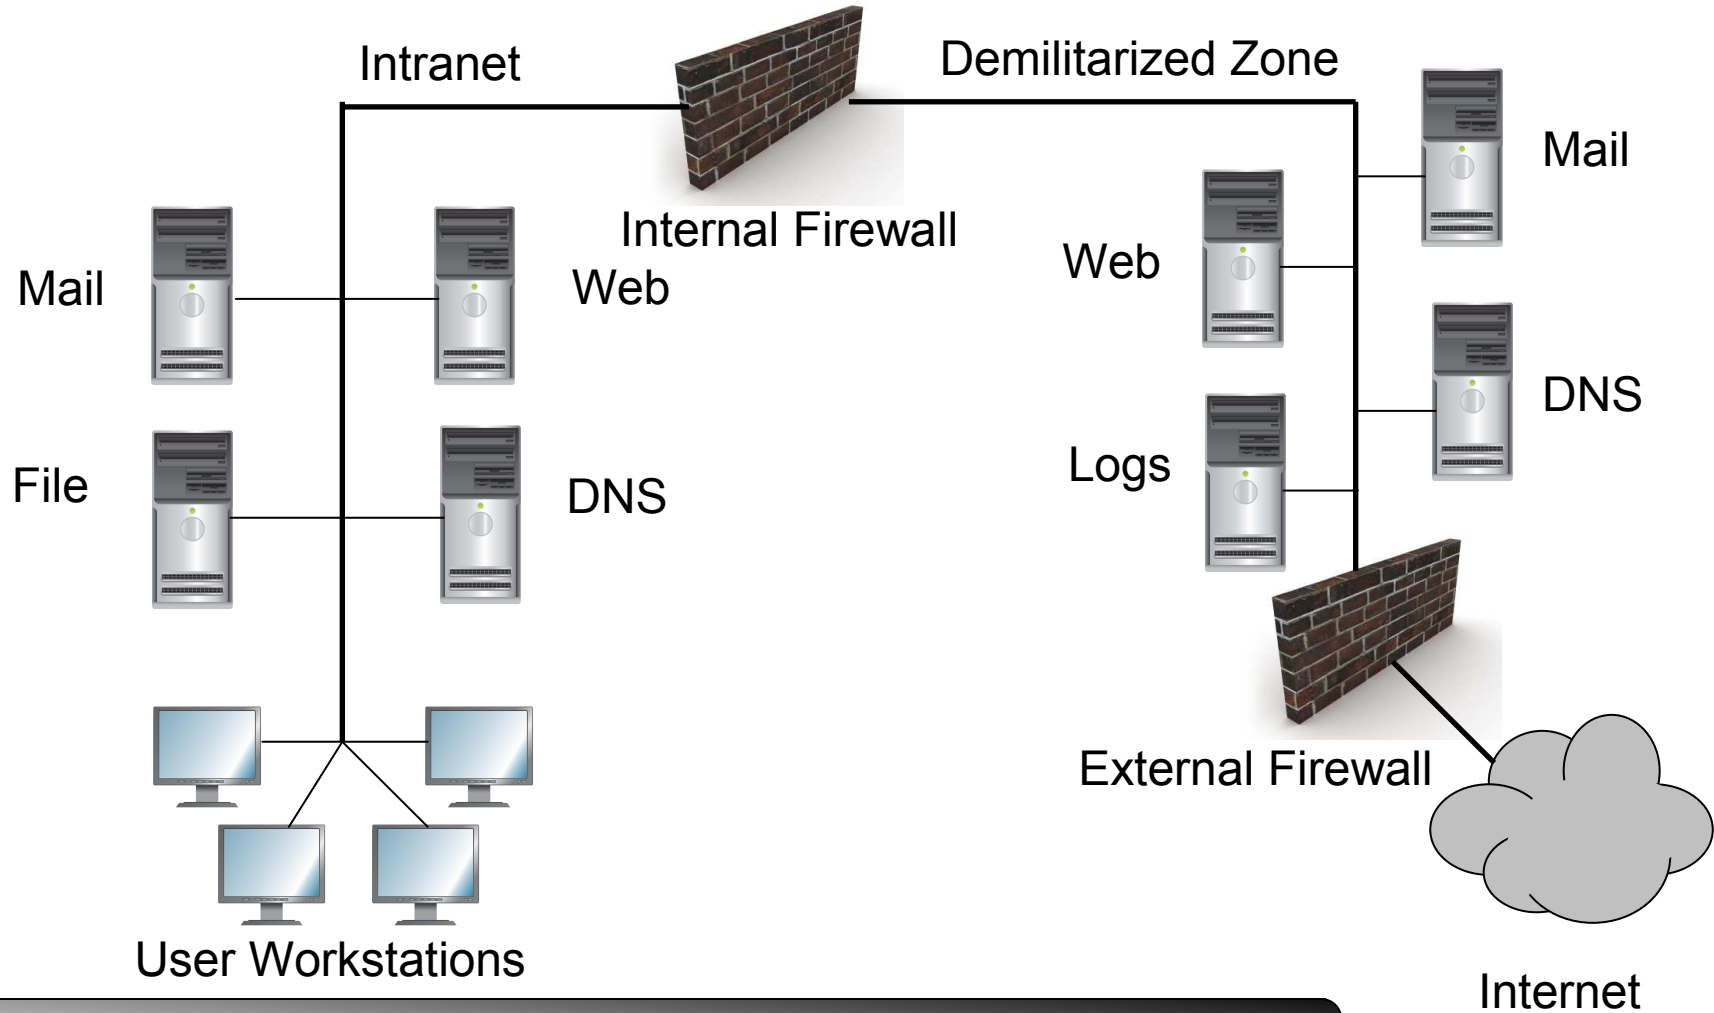 Intranet
Demilitarized Zone
Internal Firewall
Mail
Web
File
DNS
User Workstations
Mail
Web
DNS
Logs
External Firewall
Internet